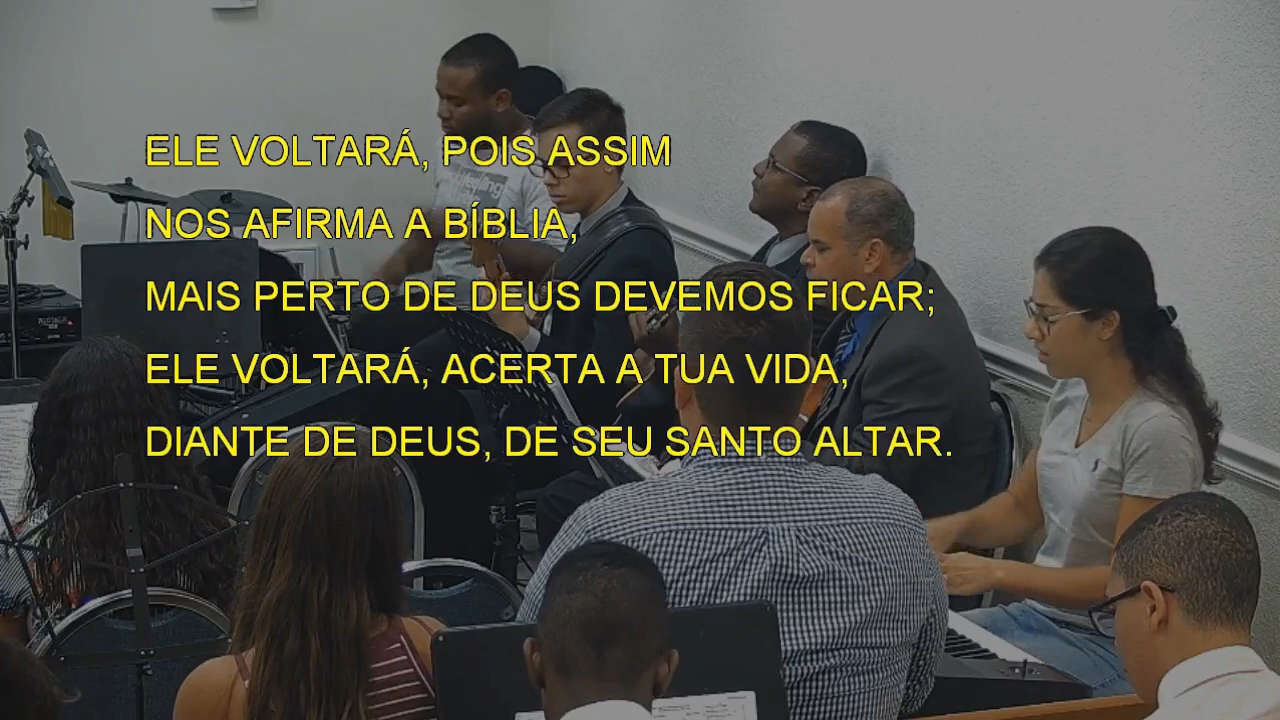 ELE VOLTARÁ, POIS ASSIM
NOS AFIRMA A BÍBLIA,
MAIS PERTO DE DEUS DEVEMOS FICAR;
ELE VOLTARÁ, ACERTA A TUA VIDA,
DIANTE DE DEUS, DE SEU SANTO ALTAR.